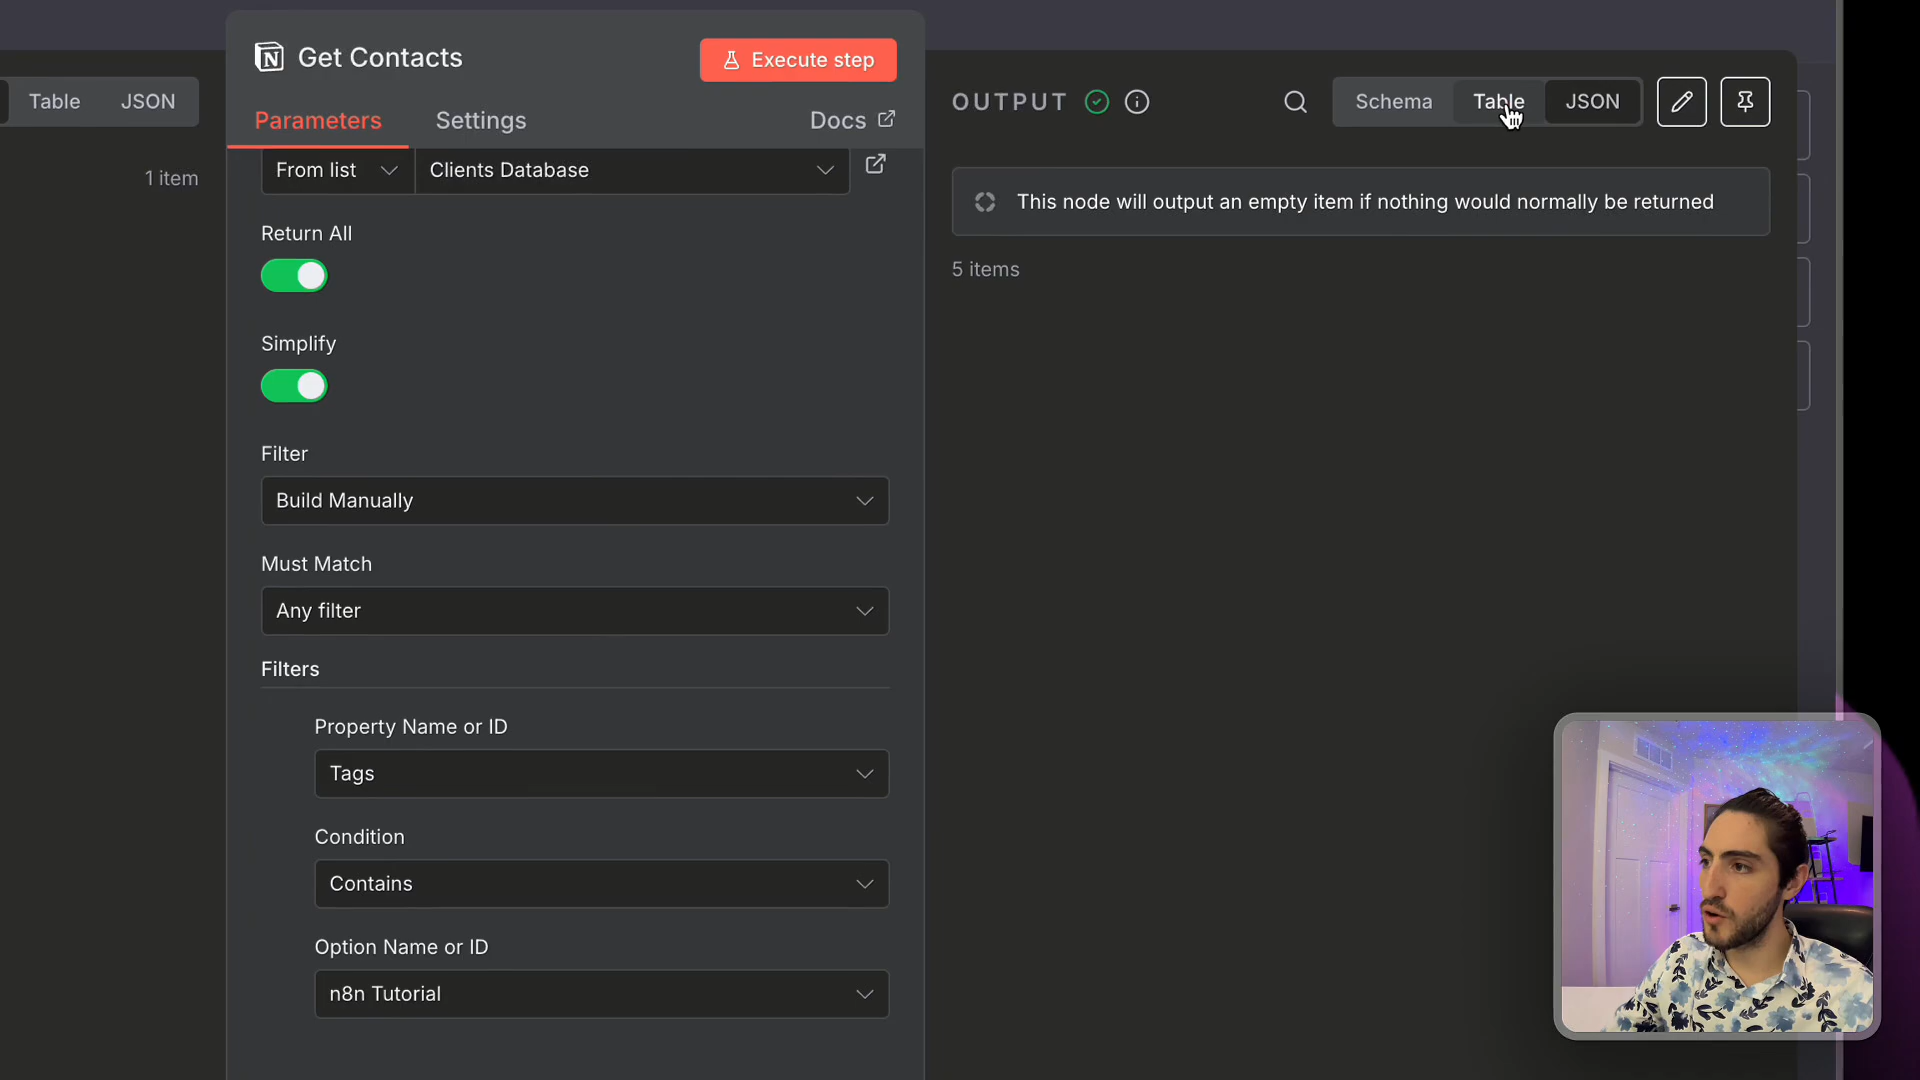 Table JSON
1 item
Get Contacts
Execute step
Parameters Settings Docs
From list Clients Database
Return All
Simplify
Filter
Build Manually
Must Match
Any filter
Filters
Property Name or ID
Tags
Condition
Contains
Option Name or ID
n8n Tutorial
OUTPUT
Schema Table JSON
This node will output an empty item if nothing would normally be returned
5 items